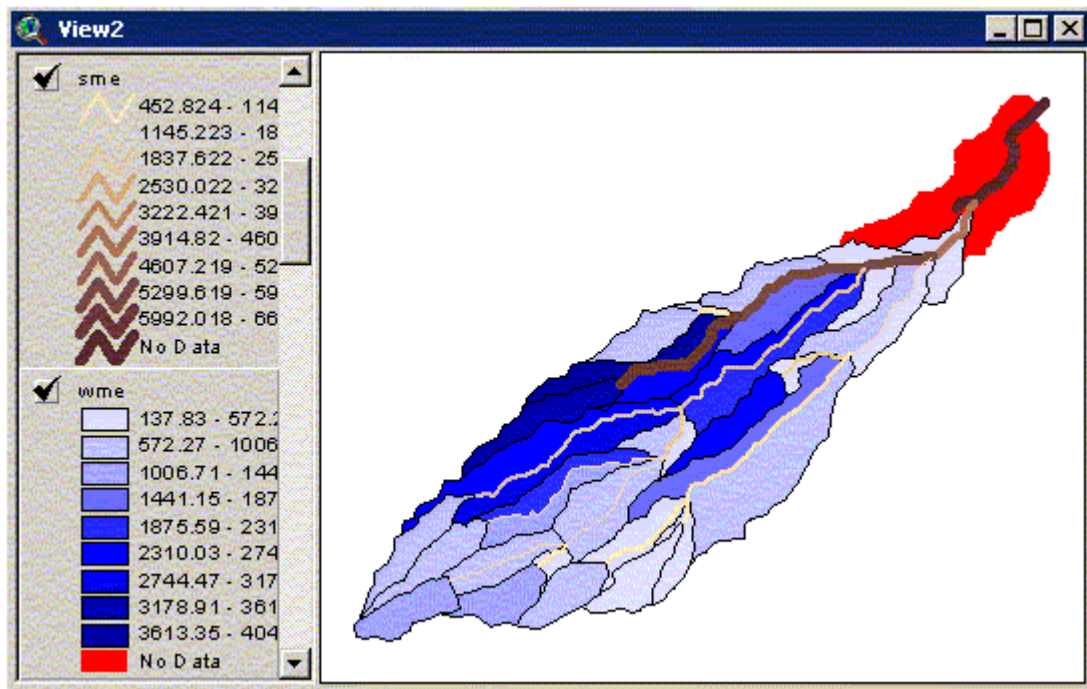 View2
sme
452.824 - 114
1145.223 - 18
1837.622 - 25
2530.022 - 32
3222.421 - 39
3914.82 - 460
4607.219 - 52
5299.619 - 59
5992.018 - 66
No Data
wme
137.83 - 572.2
572.27 - 1006
1006.71 - 144
1441.15 - 187
1875.59 - 231
2310.03 - 274
2744.47 - 317
3178.91 - 361
3613.35 - 404
No Data